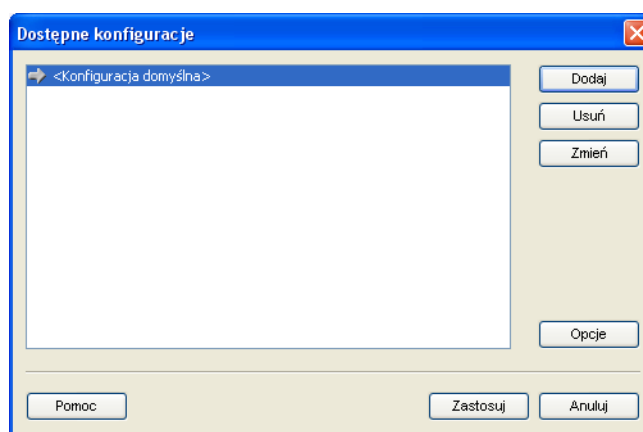 Dostępne konfiguracje
<Konfiguracja domyślna>
Dodaj
Usuń
Zmień
Opcje
Pomoc
Zastosuj
Anuluj